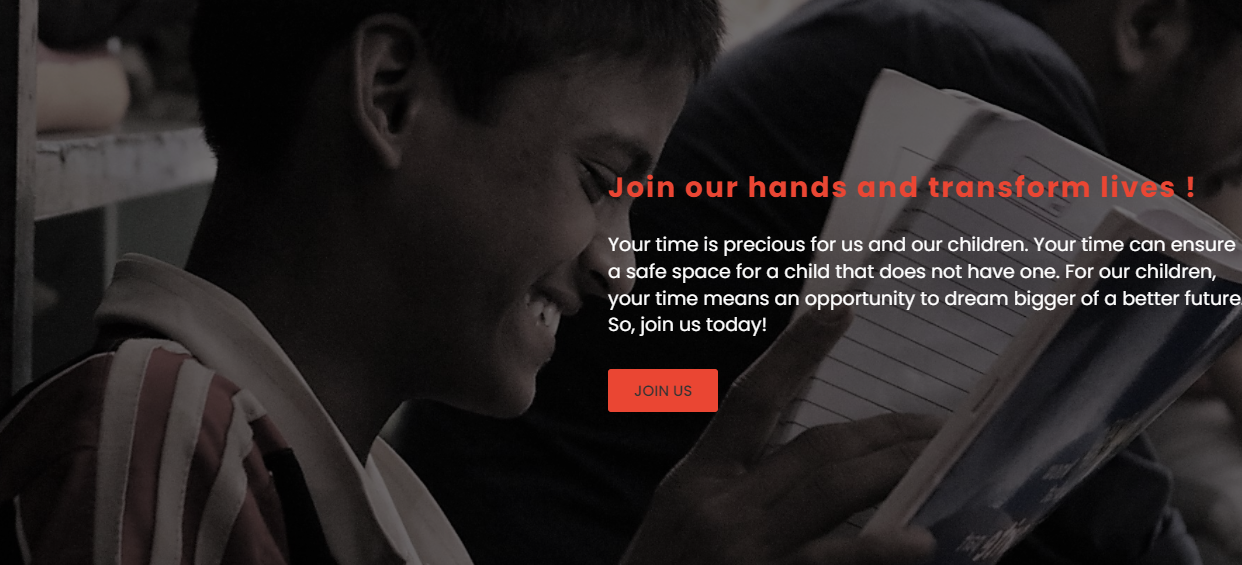 Join our hands and transform lives !
Your time is precious for us and our children. Your time can ensure
a safe space for a child that does not have one. For our children,
your time means an opportunity to dream bigger of a better future
So, join us today!
JOIN US